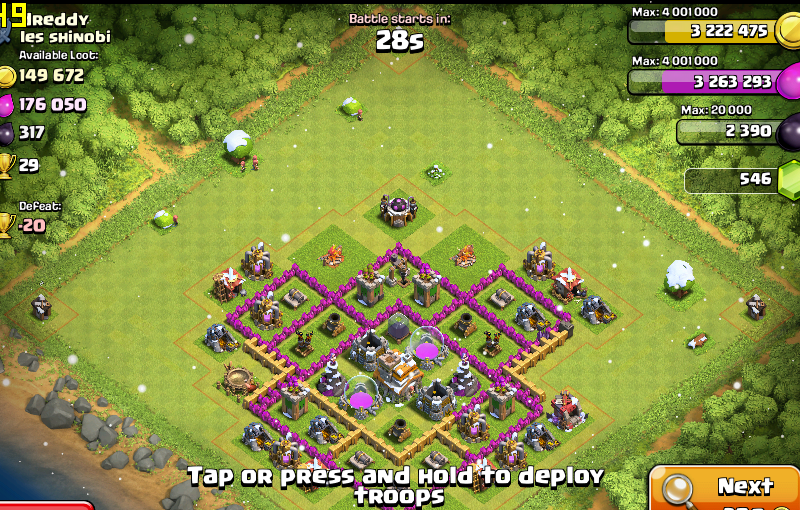 49
les shinobi
Available Loot:
149 672
176 050
317
29
Defeat:
-20
Battle starts in:
28s
Max: 4 001 000
3 222 475
Max: 4 001 000
3 263 293
Max: 20 000
2 390
546
Tap or press and hold to deploy
troops
Next